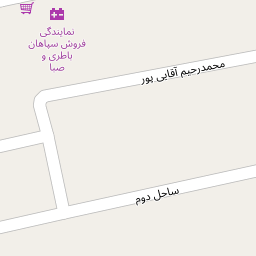 نمایندگی
فروش سپاهان
باطری و
صبا
محمدرحیم آقایی پور
ساحل دوم